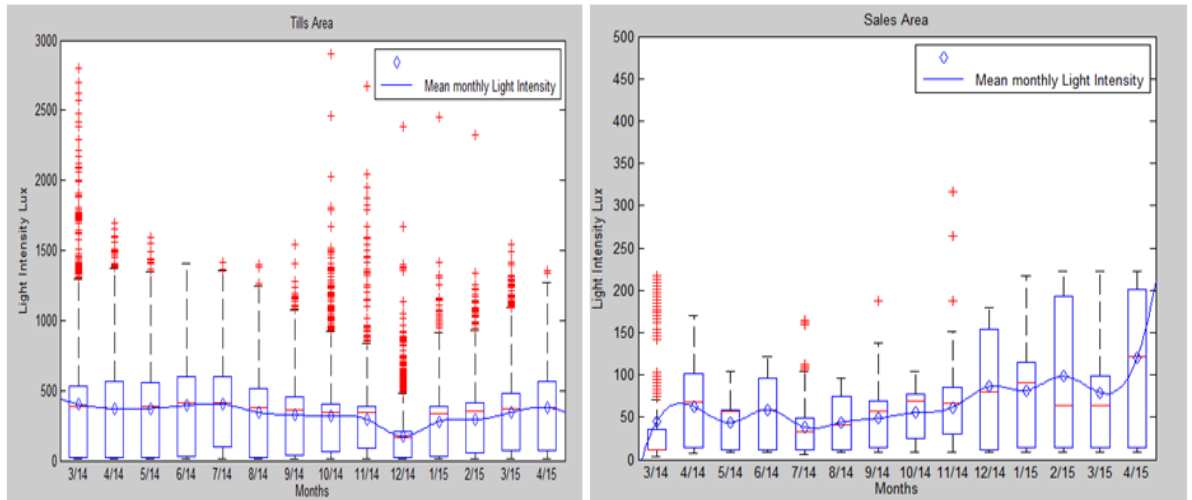 Tills Area
3000
2500
2000
1500
1000
500
0
Light Intensity Lux
Mean monthly Light Intensity
3/14 4/14 5/14 6/14 7/14 8/14 9/14 10/14 11/14 12/14 1/15 2/15 3/15 4/15
Months
Sales Area
500
450
400
350
300
250
200
150
100
50
0
Light Intensity Lux
Mean monthly Light Intensity
3/14 4/14 5/14 6/14 7/14 8/14 9/14 10/14 11/14 12/14 1/15 2/15 3/15 4/15
Months